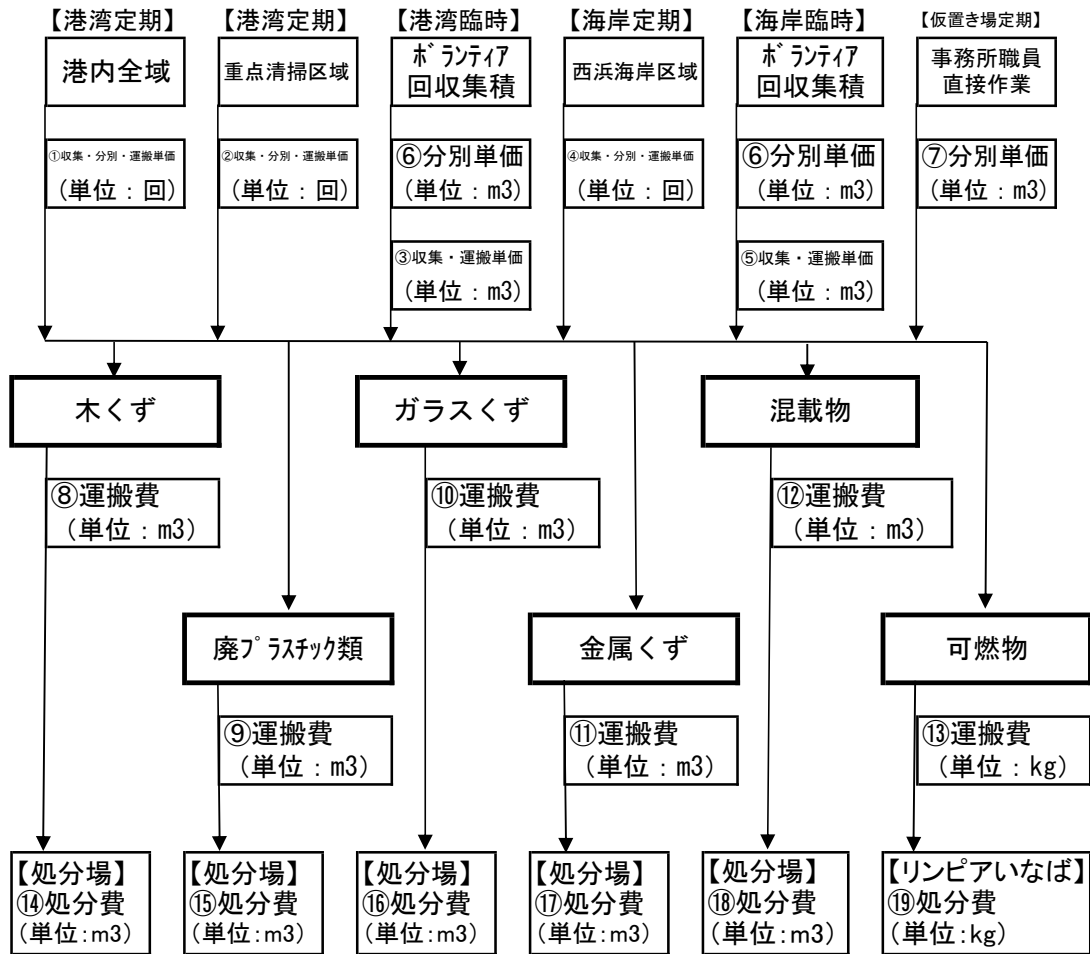 【港湾定期】
【港湾定期】
【港湾臨時】
【海岸定期】
【海岸臨時】
【仮置き場定期】
港内全域
重点清掃区域
ﾎﾞﾗﾝﾃｨｱ
回収集積
西浜海岸区域
ﾎﾞﾗﾝﾃｨｱ
回収集積
事務所職員
直接作業
①収集・分別・運搬単価
(単位：回)
②収集・分別・運搬単価
(単位：回)
⑥分別単価
(単位：m3)
④収集・分別・運搬単価
(単位：回)
⑥分別単価
(単位：m3)
⑦分別単価
(単位：m3)
③収集・運搬単価
(単位：m3)
⑤収集・運搬単価
(単位：m3)
木くず
ガラスくず
混載物
⑧運搬費
(単位：m3)
⑩運搬費
(単位：m3)
⑫運搬費
(単位：m3)
廃ﾌﾟﾗｽﾁｯｸ類
金属くず
可燃物
⑨運搬費
(単位：m3)
⑪運搬費
(単位：m3)
⑬運搬費
(単位：kg)
【処分場】
⑭処分費
(単位:m3)
【処分場】
⑮処分費
(単位:m3)
【処分場】
⑯処分費
(単位:m3)
【処分場】
⑰処分費
(単位:m3)
【処分場】
⑱処分費
(単位:m3)
【リンピアいなば】
⑲処分費
(単位:kg)